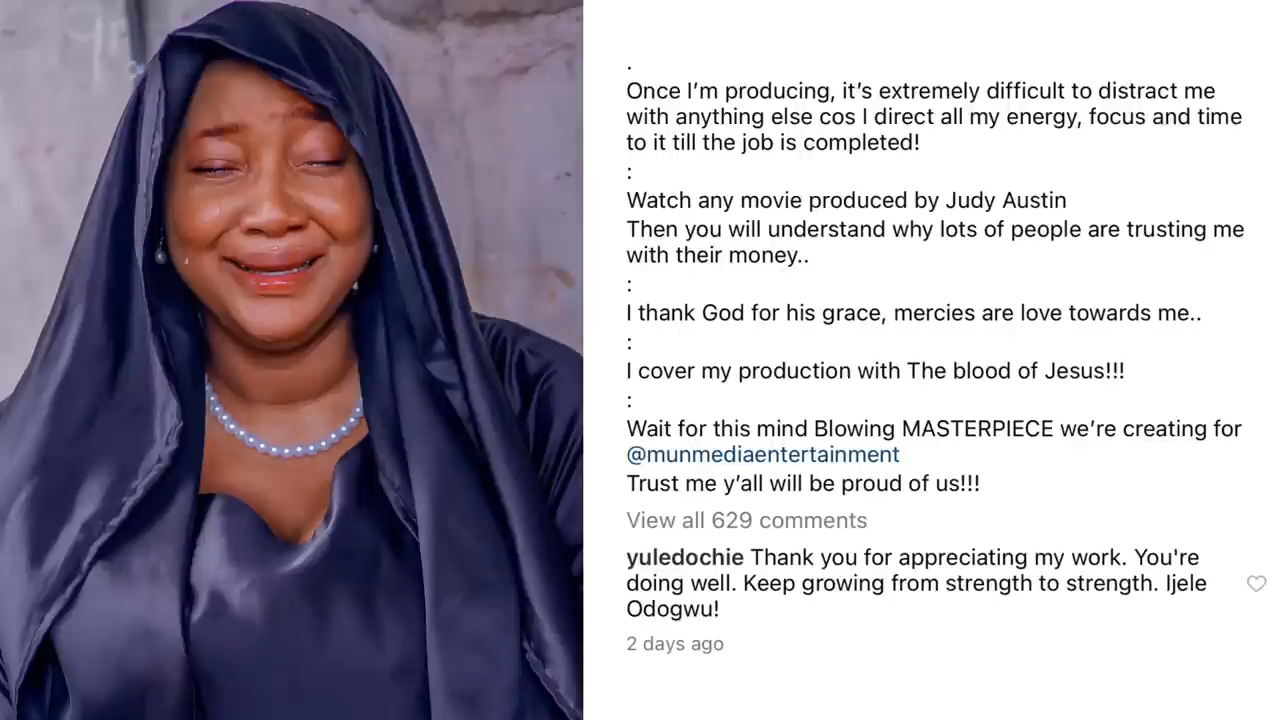 .
Once I’m producing, it’s extremely difficult to distract me
with anything else cos I direct all my energy, focus and time
to it till the job is completed!
:
Watch any movie produced by Judy Austin
Then you will understand why lots of people are trusting me
with their money..
:
I thank God for his grace, mercies are love towards me..
:
I cover my production with The blood of Jesus!!!
:
Wait for this mind Blowing MASTERPIECE we’re creating for
@munmediaentertainment
Trust me y’all will be proud of us!!!
View all 629 comments
yuledochie Thank you for appreciating my work. You're
doing well. Keep growing from strength to strength. Ijele
Odogwu!
2 days ago